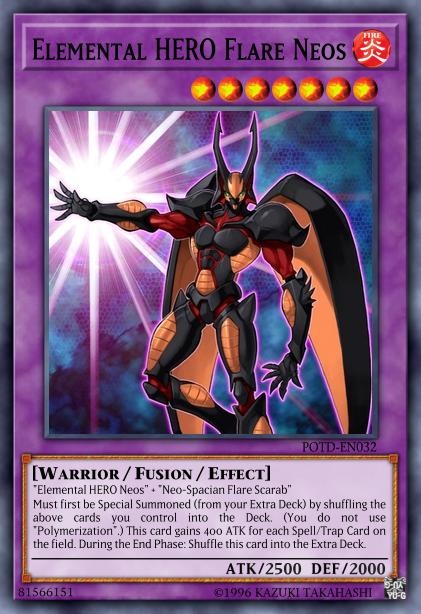 ELEMENTAL HERO FLARE NEOS
FIRE
炎
POTD-EN032
[WARRIOR / FUSION / EFFECT]
"Elemental HERO Neos" + "Neo-Spacian Flare Scarab"
Must first be Special Summoned (from your Extra Deck) by shuffling the
above cards you control into the Deck. (You do not use
"Polymerization".) This card gains 400 ATK for each Spell/Trap Card on
the field. During the End Phase: Shuffle this card into the Extra Deck.
ATK/2500 DEF/2000
81566151
©1996 KAZUKI TAKAHASHI